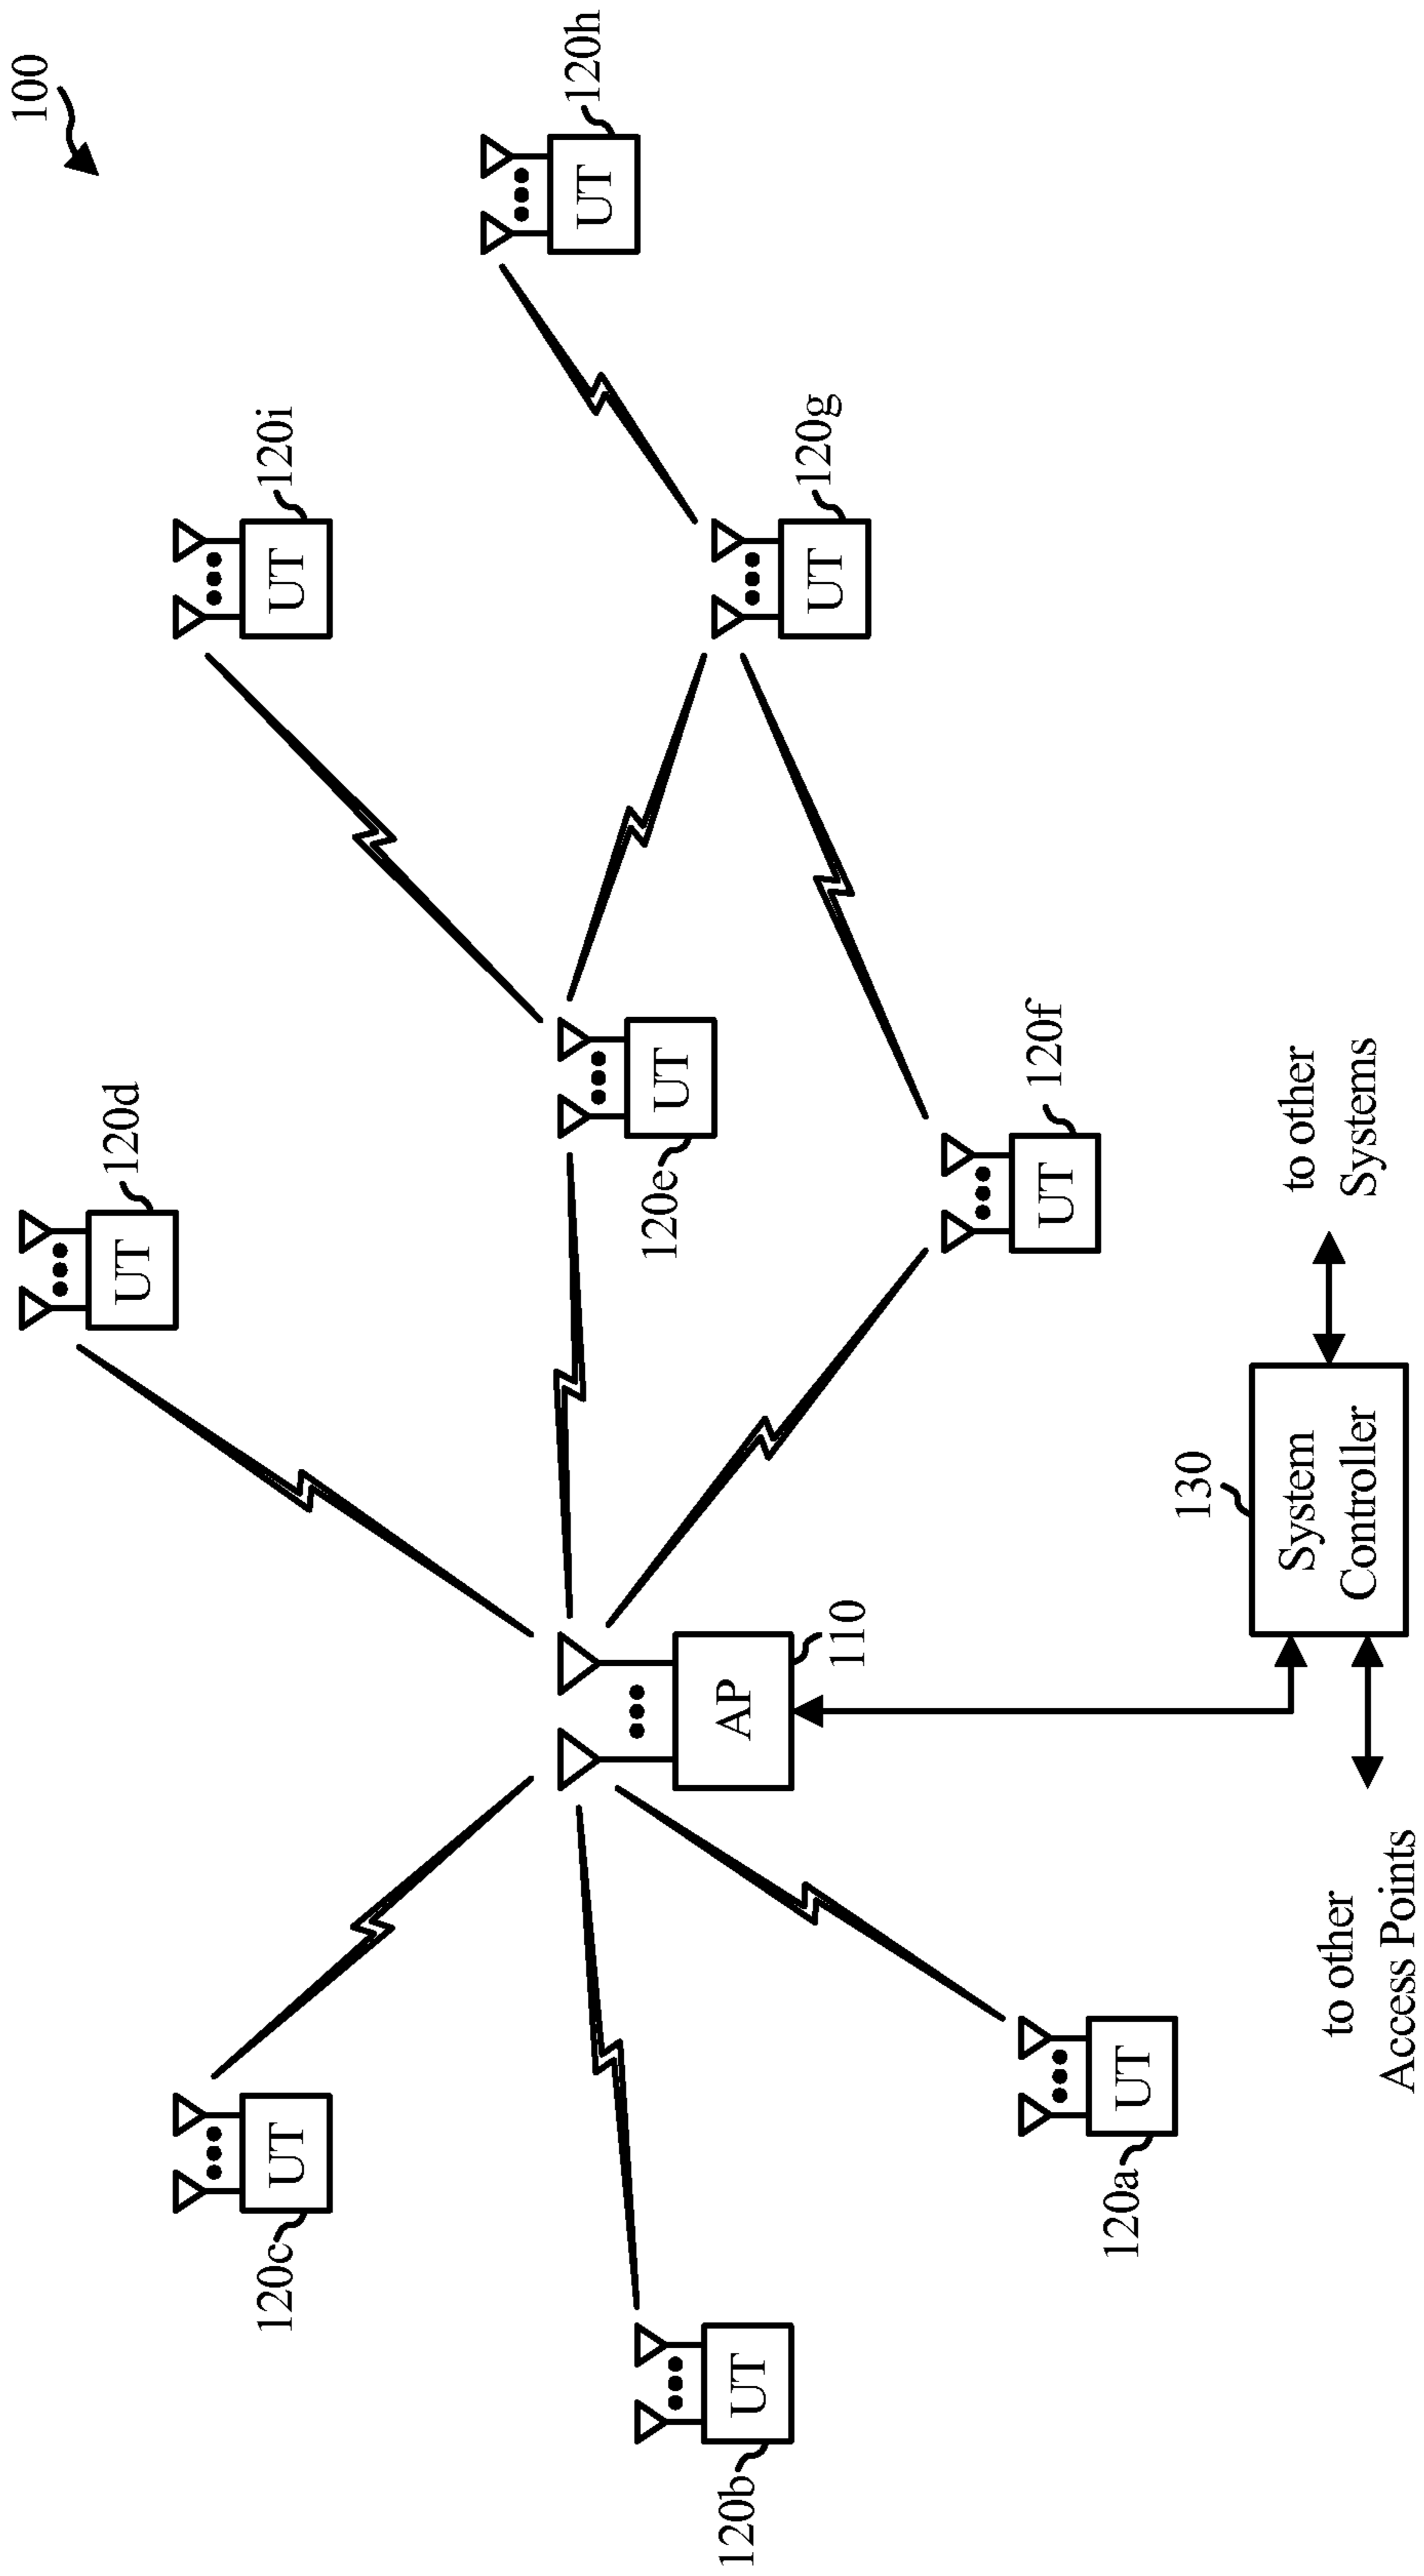 100
120d
UT
120i
UT
120c
UT
120h
UT
120e
UT
120b
UT
AP
110
120g
UT
120f
UT
120a
UT
130
System
Controller
to other
Systems
to other
Access Points